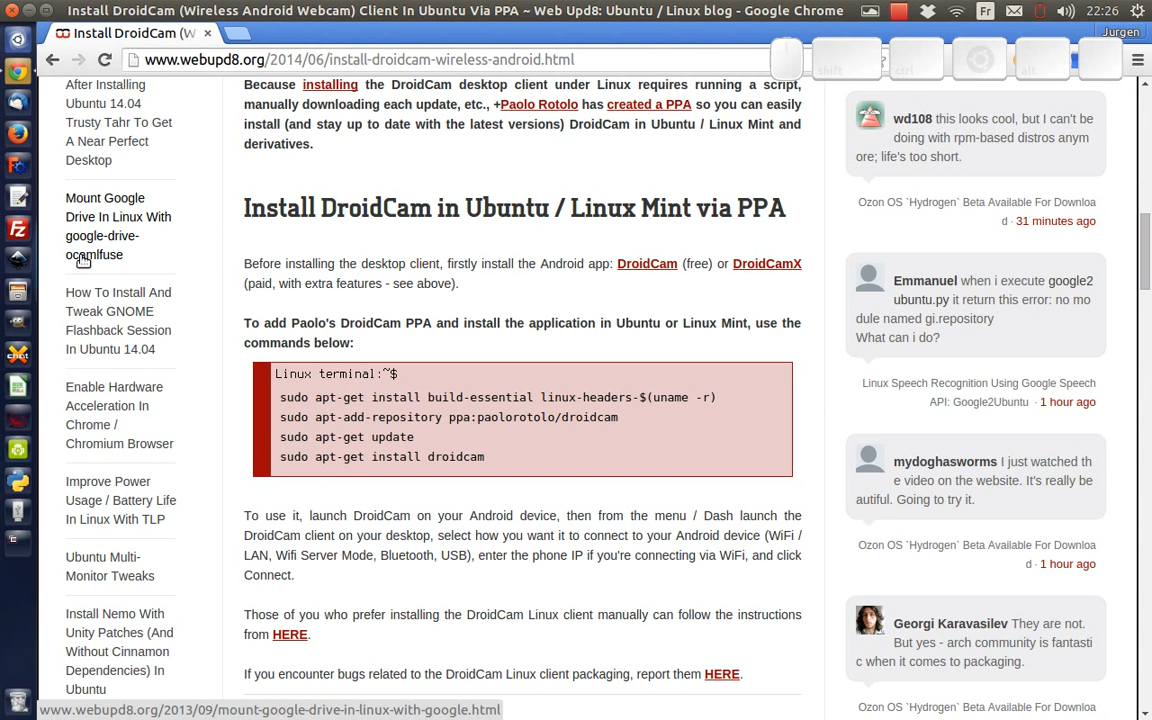 Install DroidCam (Wireless Android Webcam) Client In Ubuntu Via PPA ~ Web Upd8: Ubuntu / Linux blog - Google Chrome
Fr
22:26
Install DroidCam (W
Jurgen
www.webupd8.org/2014/06/install-droidcam-wireless-android.html
shift
ctrl
alt
After Installing
Ubuntu 14.04
Trusty Tahr To Get
A Near Perfect
Desktop
Mount Google
Drive In Linux With
google-drive-
ocamlfuse
How To Install And
Tweak GNOME
Flashback Session
In Ubuntu 14.04
Enable Hardware
Acceleration In
Chrome /
Chromium Browser
Improve Power
Usage / Battery Life
In Linux With TLP
Ubuntu Multi-
Monitor Tweaks
Install Nemo With
Unity Patches (And
Without Cinnamon
Dependencies) In
Ubuntu
Because installing the DroidCam desktop client under Linux requires running a script,
manually downloading each update, etc., +Paolo Rotolo has created a PPA so you can easily
install (and stay up to date with the latest versions) DroidCam in Ubuntu / Linux Mint and
derivatives.
Install DroidCam in Ubuntu / Linux Mint via PPA
Before installing the desktop client, firstly install the Android app: DroidCam (free) or DroidCamX
(paid, with extra features - see above).
To add Paolo's DroidCam PPA and install the application in Ubuntu or Linux Mint, use the
commands below:
Linux terminal:~$
sudo apt-get install build-essential linux-headers-$(uname -r)
sudo apt-add-repository ppa:paolorotolo/droidcam
sudo apt-get update
sudo apt-get install droidcam
To use it, launch DroidCam on your Android device, then from the menu / Dash launch the
DroidCam client on your desktop, select how you want it to connect to your Android device (WiFi /
LAN, Wifi Server Mode, Bluetooth, USB), enter the phone IP if you're connecting via WiFi, and click
Connect.
Those of you who prefer installing the DroidCam Linux client manually can follow the instructions
from HERE.
If you encounter bugs related to the DroidCam Linux client packaging, report them HERE.
wd108 this looks cool, but I can't be
doing with rpm-based distros anym
ore; life's too short.
Ozon OS `Hydrogen` Beta Available For Downloa
d · 31 minutes ago
Emmanuel when i execute google2
ubuntu.py it return this error: no mo
dule named gi.repository
What can i do?
Linux Speech Recognition Using Google Speech
API: Google2Ubuntu · 1 hour ago
mydoghasworms I just watched th
e video on the website. It's really be
autiful. Going to try it.
Ozon OS `Hydrogen` Beta Available For Downloa
d · 1 hour ago
Georgi Karavasilev They are not.
But yes - arch community is fantasti
c when it comes to packaging.
Ozon OS `Hydrogen` Beta Available For Downloa
www.webupd8.org/2013/09/mount-google-drive-in-linux-with-google.html